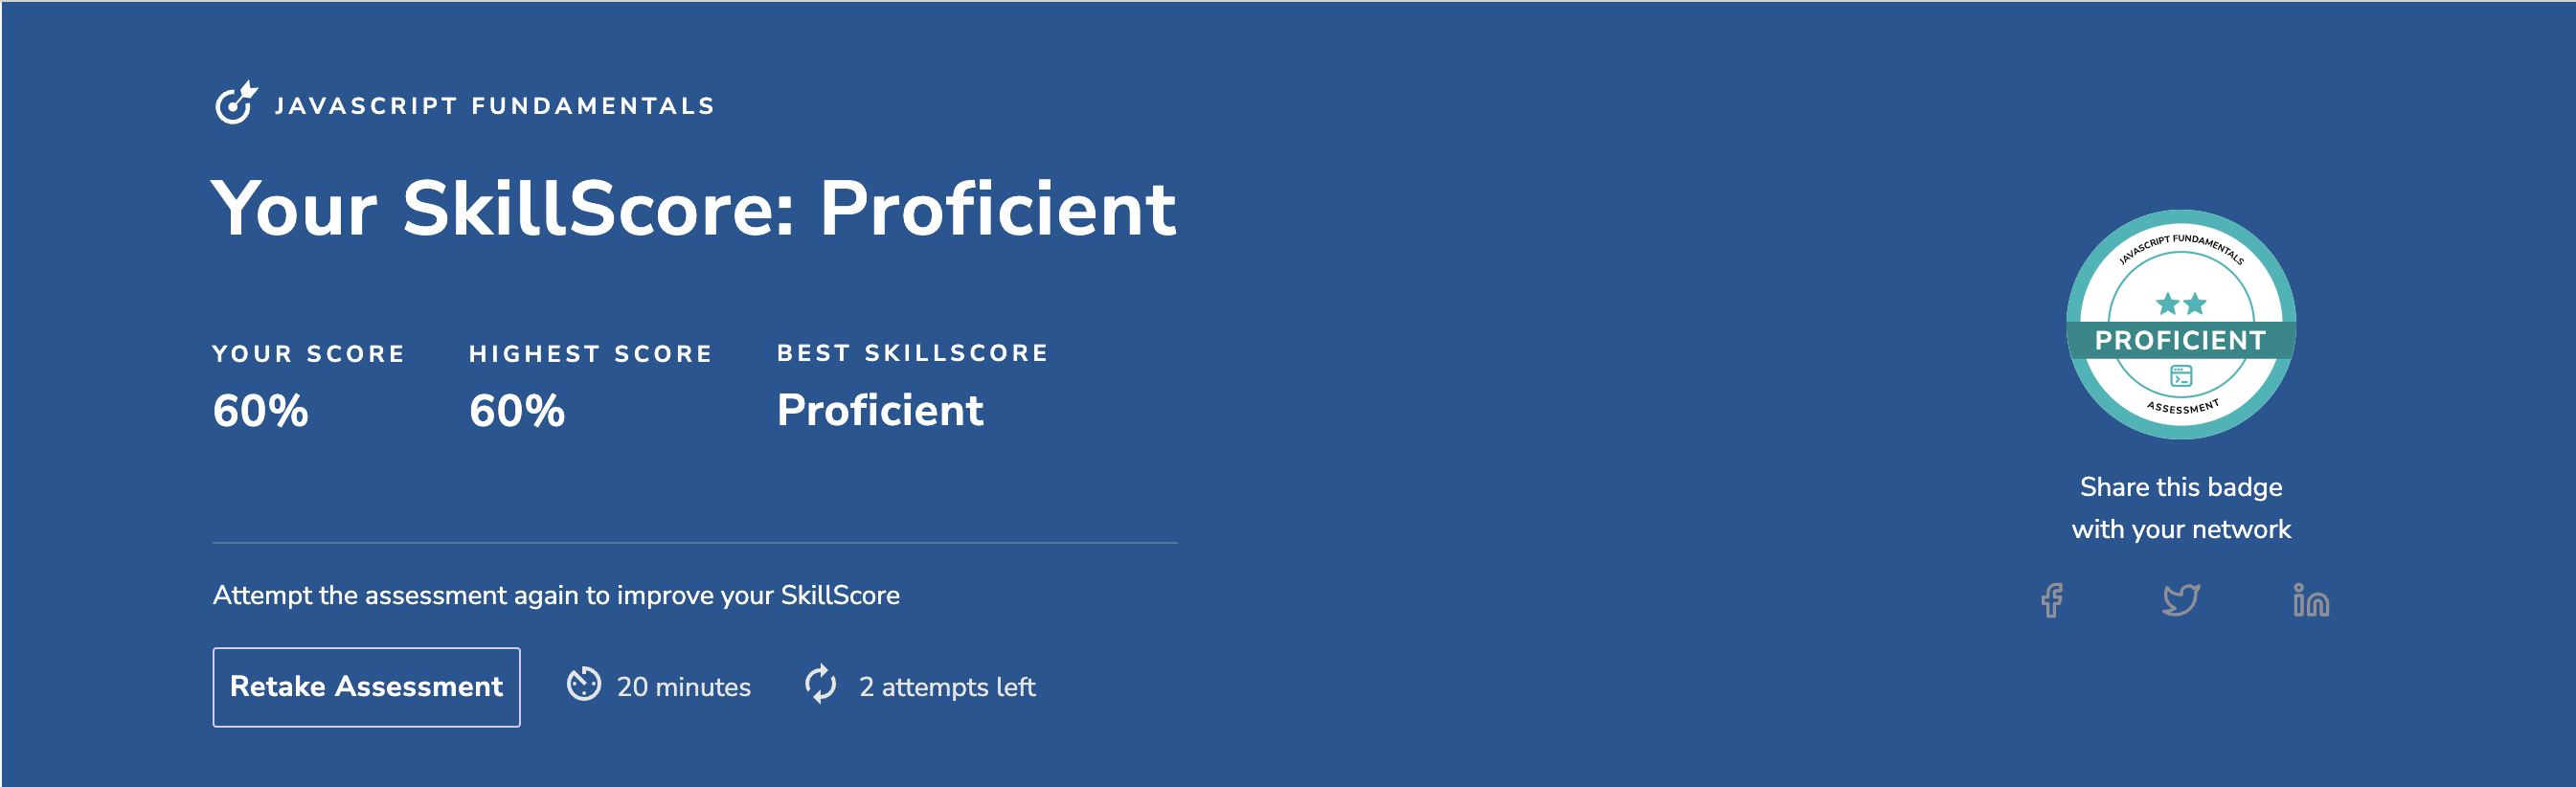 JAVASCRIPT FUNDAMENTALS
Your SkillScore: Proficient
YOUR SCORE
60%
HIGHEST SCORE
60%
BEST SKILLSCORE
Proficient
Attempt the assessment again to improve your SkillScore
Retake Assessment
20 minutes
2 attempts left
JAVASCRIPT FUNDAMENTALS
PROFICIENT
ASSESSMENT
Share this badge
with your network